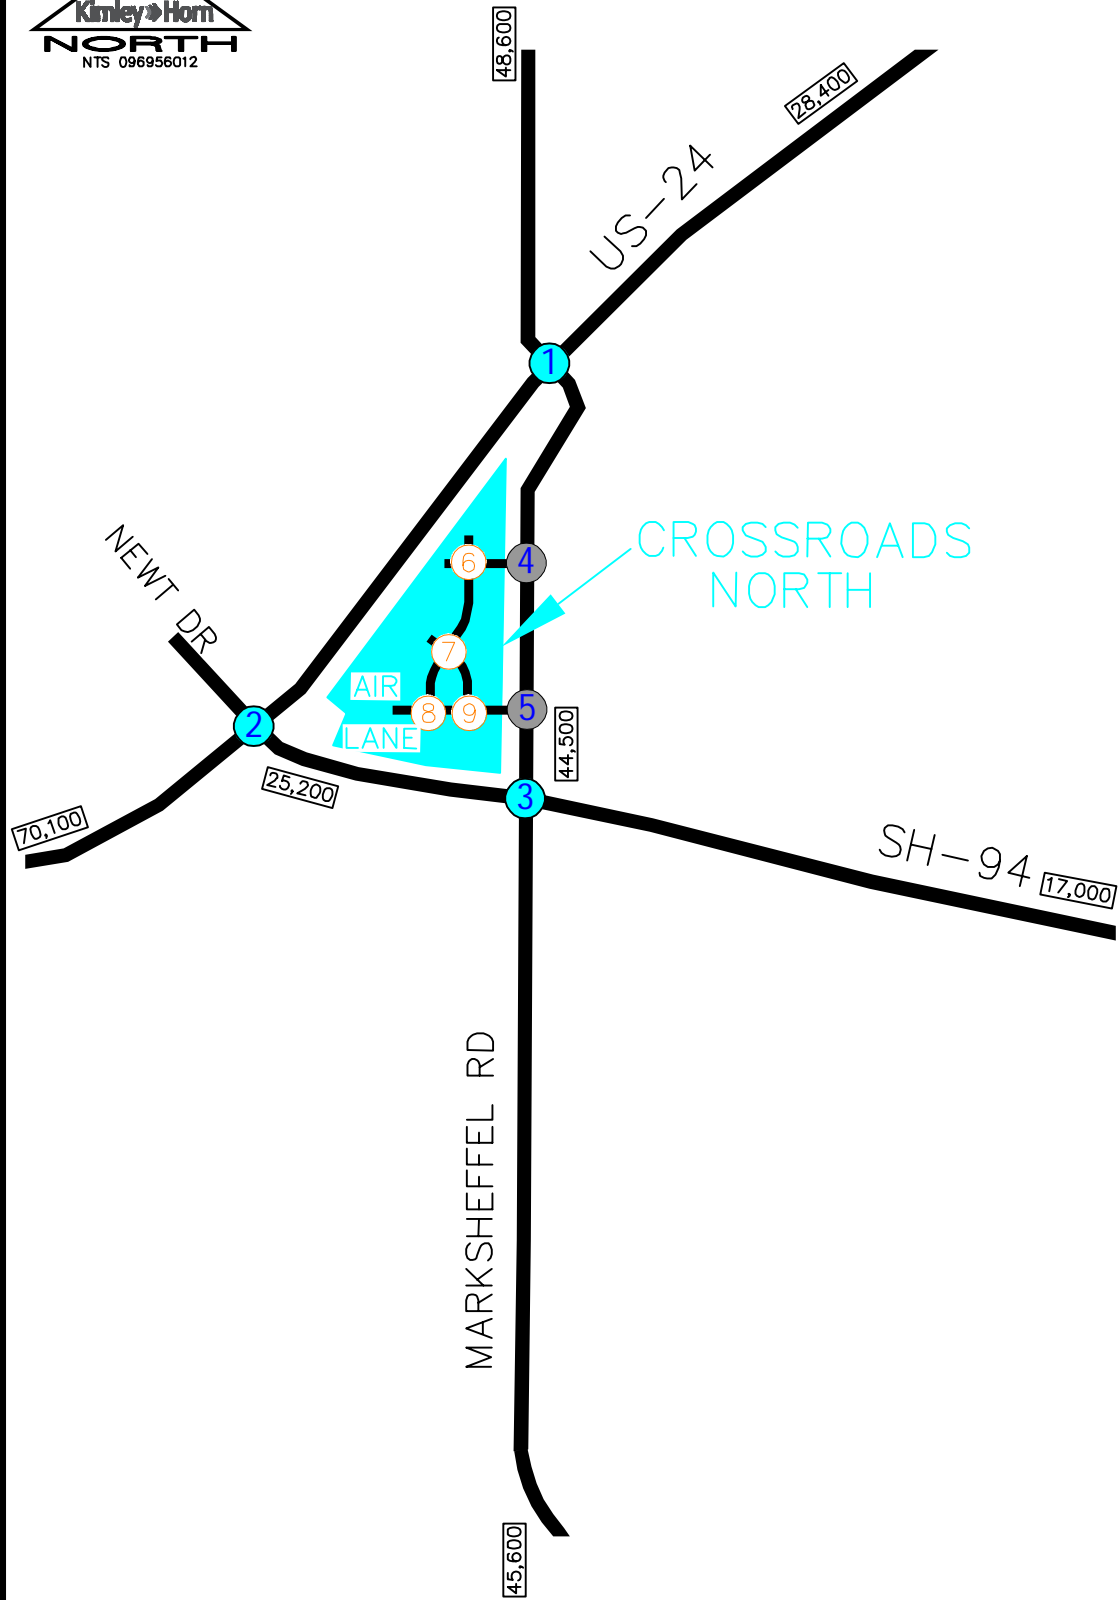 Kimley»Horn
NORTH
NTS 096956012
48,600
28,400
US-24
1
CROSSROADS
NORTH
4
6
NEWT DR
7
AIR
LANE
8
9
5
2
44,500
25,200
3
70,100
SH-94
17,000
MARKSHEFFEL RD
45,600